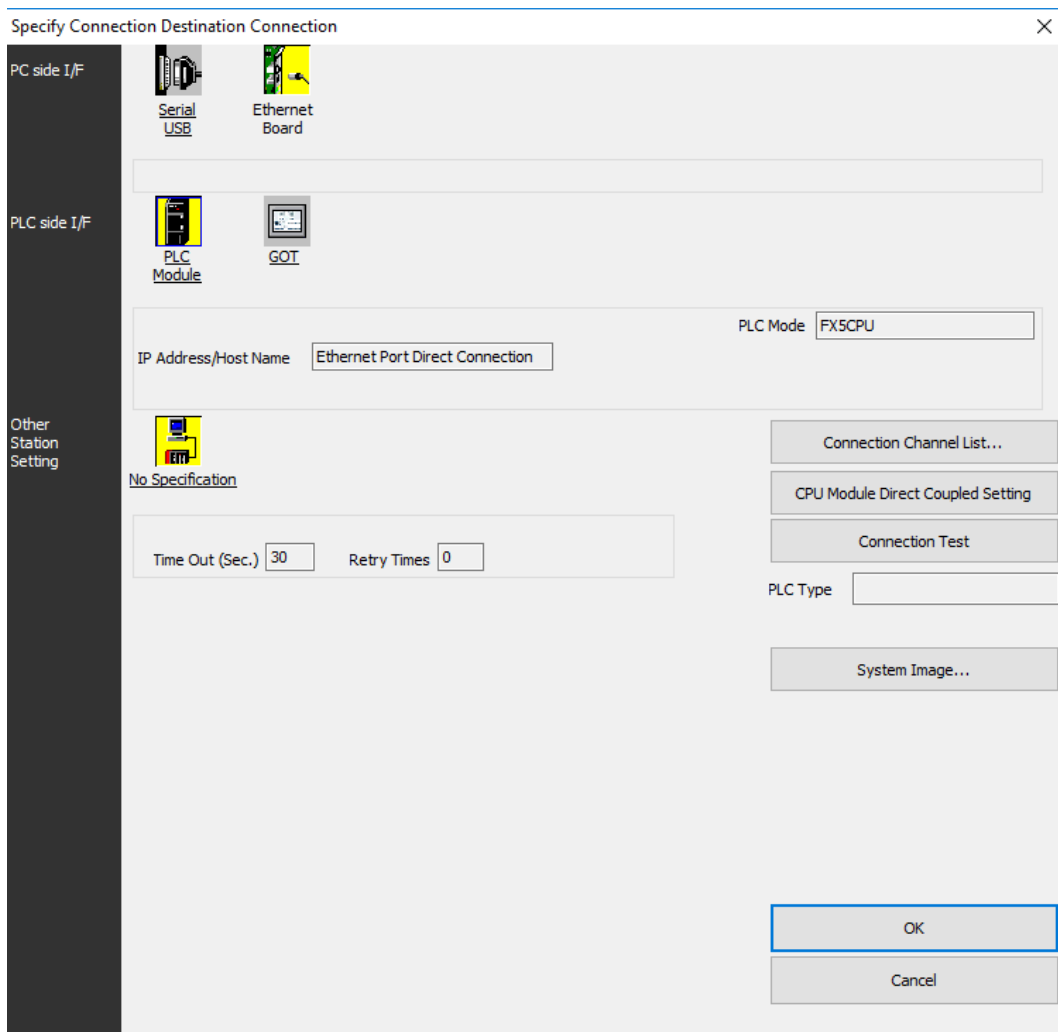 Specify Connection Destination Connection
PC side I/F
Serial
USB
Ethernet
Board
PLC side I/F
PLC
Module
GOT
PLC Mode FX5CPU
IP Address/Host Name Ethernet Port Direct Connection
Other
Station
Setting
No Specification
Connection Channel List...
CPU Module Direct Coupled Setting
Time Out (Sec.) 30 Retry Times 0
Connection Test
PLC Type
System Image...
OK
Cancel